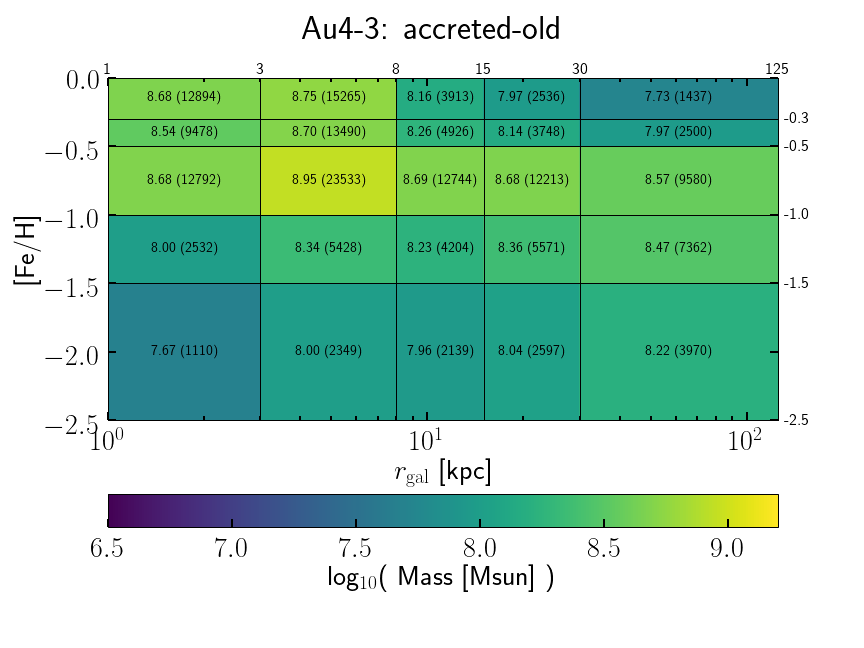 Au4-3: accreted-old
1 3 8 15 30 125
0.0 8.68 (12894) 8.75 (15265) 8.16 (3913) 7.97 (2536) 7.73 (1437)
-0.3
8.54 (9478) 8.70 (13490) 8.26 (4926) 8.14 (3748) 7.97 (2500)
−0.5 -0.5
8.68 (12792) 8.95 (23533) 8.69 (12744) 8.68 (12213) 8.57 (9580)
−1.0 -1.0
[Fe/H] 8.00 (2532) 8.34 (5428) 8.23 (4204) 8.36 (5571) 8.47 (7362)
−1.5 -1.5
−2.0 7.67 (1110) 8.00 (2349) 7.96 (2139) 8.04 (2597) 8.22 (3970)
−2.5 -2.5
10⁰ 10¹ 10²
r_gal [kpc]
6.5 7.0 7.5 8.0 8.5 9.0
log₁₀( Mass [Msun] )